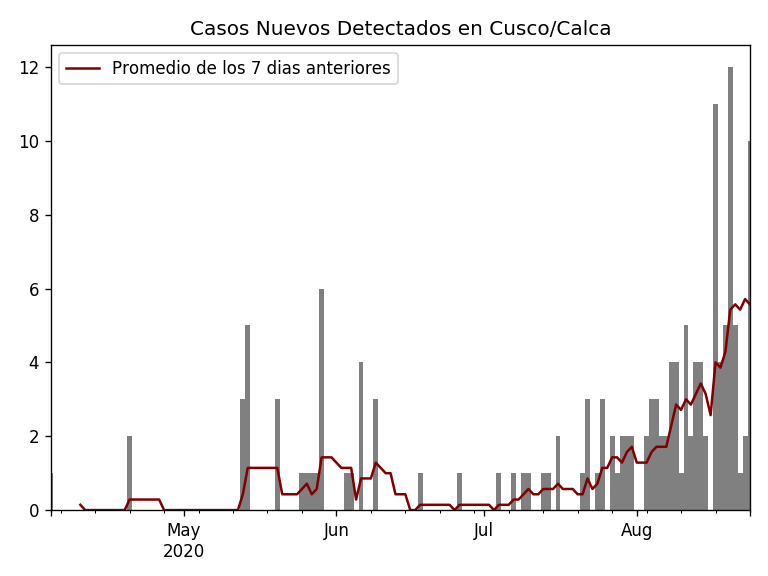 Casos Nuevos Detectados en Cusco/Calca
Promedio de los 7 dias anteriores
12
10
8
6
4
2
0
May
2020
Jun
Jul
Aug